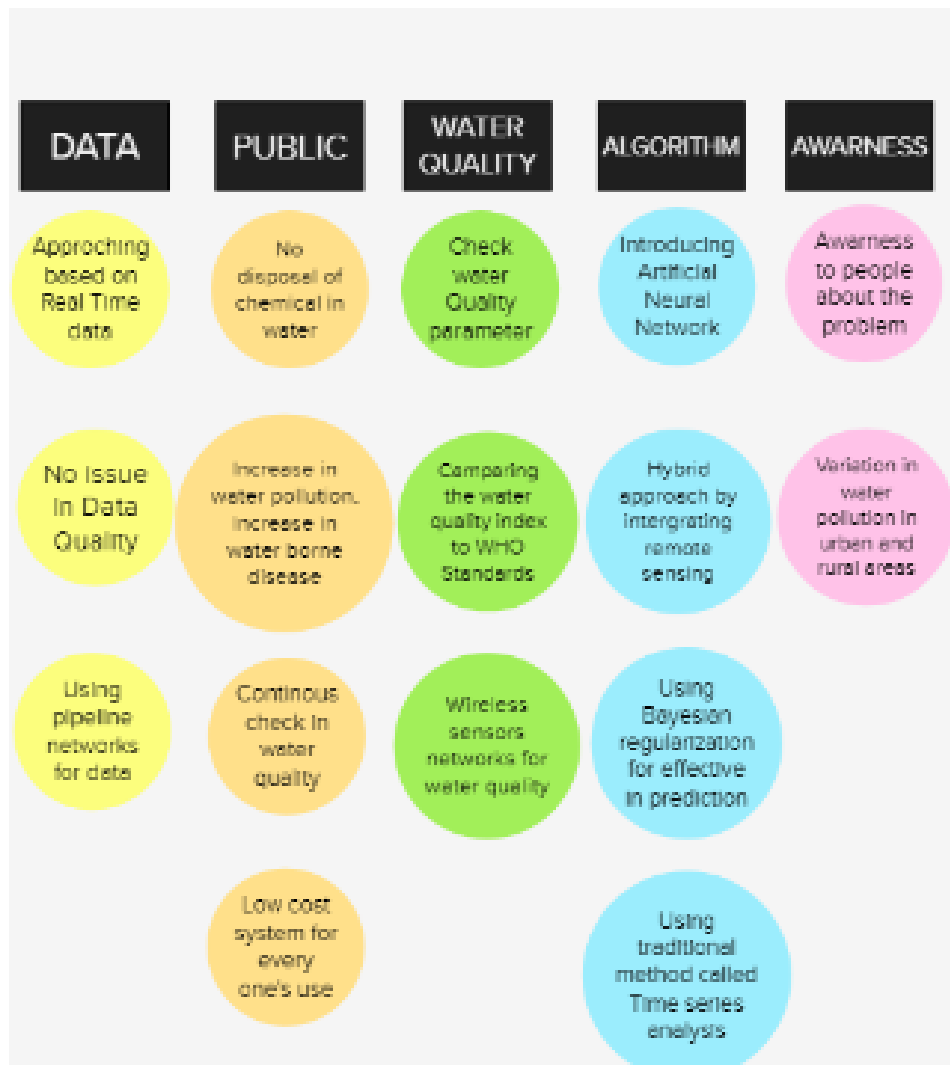 DATA
Approching
based on
Real Time
data
No Issue
in Data
Quality
Using
pipeline
networks
for data
PUBLIC
No
disposal of
chemical in
water
Increase in
water pollution.
Increase in
water borne
disease
Continous
check in
water
quality
Low cost
system for
every
one's use
WATER
QUALITY
Check
water
Quality
parameter
Comparing
the water
quality index
to WHO
Standards
Wireless
sensors
networks for
water quality
ALGORITHM
Introducing
Artificial
Neural
Network
Hybrid
approach by
intergrating
remote
sensing
Using
Bayesian
regularization
for effective
in prediction
Using
traditional
method called
Time series
analysis
AWARNESS
Awarness
to people
about the
problem
Variation in
water
pollution in
urban and
rural areas